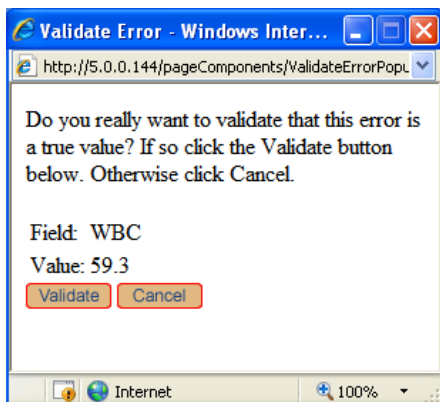 Validate Error - Windows Inter...
http://5.0.0.144/pageComponents/ValidateErrorPopu
Do you really want to validate that this error is
a true value? If so click the Validate button
below. Otherwise click Cancel.
Field: WBC
Value: 59.3
Validate Cancel
Internet 100%